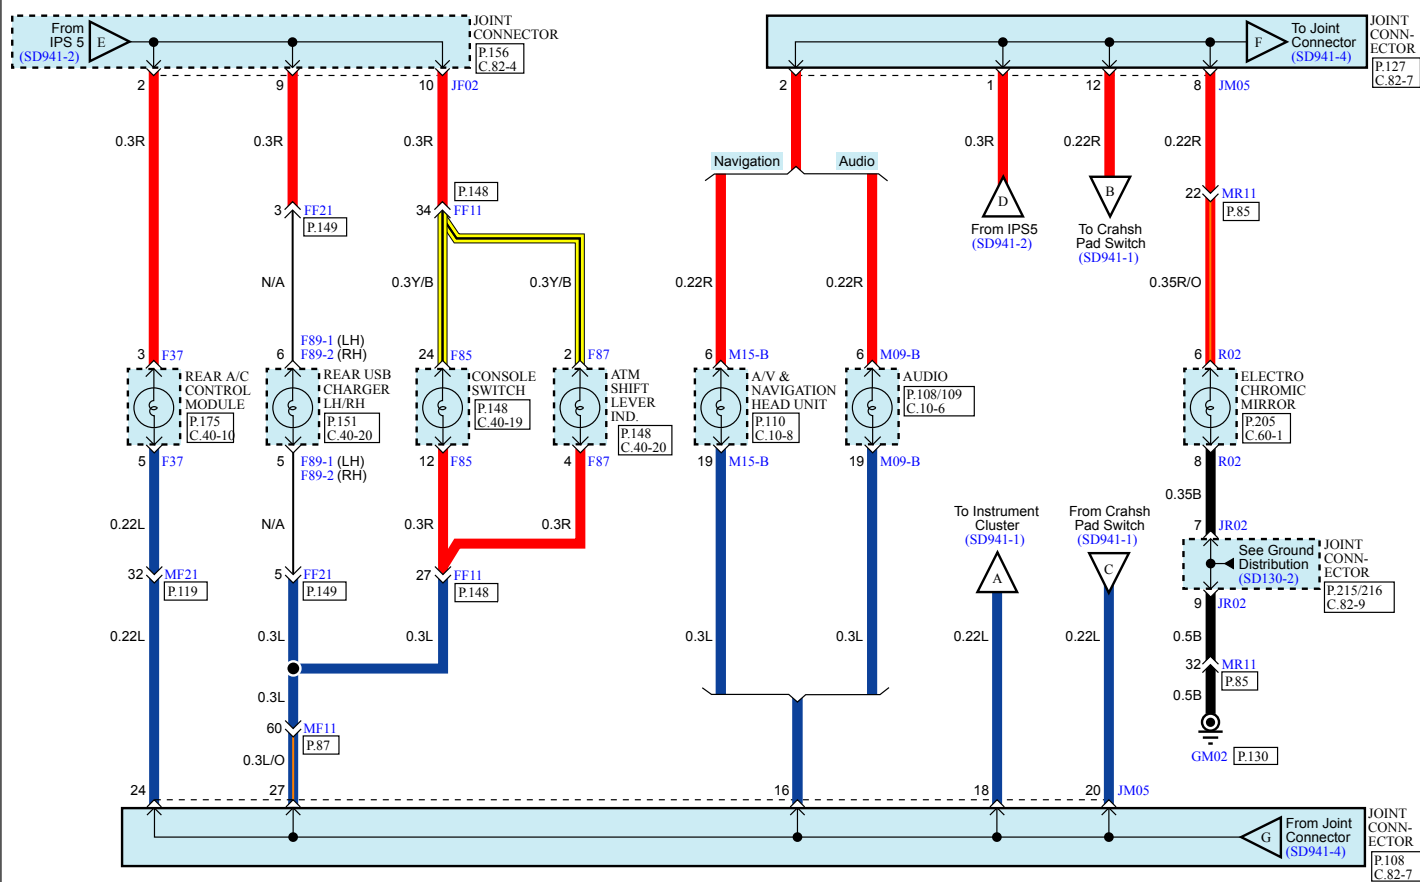 From
IPS 5
(SD941-2)
E
JOINT
CONNECTOR
P.156
C.82-4
F
To Joint
Connector
(SD941-4)
JOINT
CONN-
ECTOR
P.127
C.82-7
2
9
10
JF02
2
1
12
8
JM05
0.3R
0.3R
0.3R
0.3R
0.22R
0.22R
Navigation
Audio
P.148
3
FF21
P.149
34
FF11
D
From IPS5
(SD941-2)
B
To Crahsh
Pad Switch
(SD941-1)
22
MR11
P.85
N/A
0.3Y/B
0.3Y/B
0.22R
0.22R
0.35R/O
3
F37
F89-1 (LH)
6
F89-2 (RH)
24
F85
2
F87
6
M15-B
6
M09-B
6
R02
REAR A/C
CONTROL
MODULE
P.175
C.40-10
REAR USB
CHARGER
LH/RH
P.151
C.40-20
CONSOLE
SWITCH
P.148
C.40-19
ATM
SHIFT
LEVER
IND.
P.148
C.40-20
A/V &
NAVIGATION
HEAD UNIT
P.110
C.10-8
AUDIO
P.108/109
C.10-6
ELECTRO
CHROMIC
MIRROR
P.205
C.60-1
5
F37
5
F89-1 (LH)
F89-2 (RH)
12
F85
4
F87
19
M15-B
19
M09-B
8
R02
0.35B
0.22L
N/A
0.3R
0.3R
To Instrument
Cluster
(SD941-1)
A
From Crahsh
Pad Switch
(SD941-1)
C
7
JR02
See Ground
Distribution
(SD130-2)
JOINT
CONN-
ECTOR
P.215/216
C.82-9
32
MF21
P.119
5
FF21
P.149
27
FF11
P.148
9
JR02
0.22L
0.3L
0.3L
0.3L
0.3L
0.22L
0.22L
0.5B
32
MR11
P.85
0.3L
0.5B
60
MF11
P.87
0.3L/O
GM02
P.130
24
27
16
18
20
JM05
G
From Joint
Connector
(SD941-4)
JOINT
CONN-
ECTOR
P.108
C.82-7